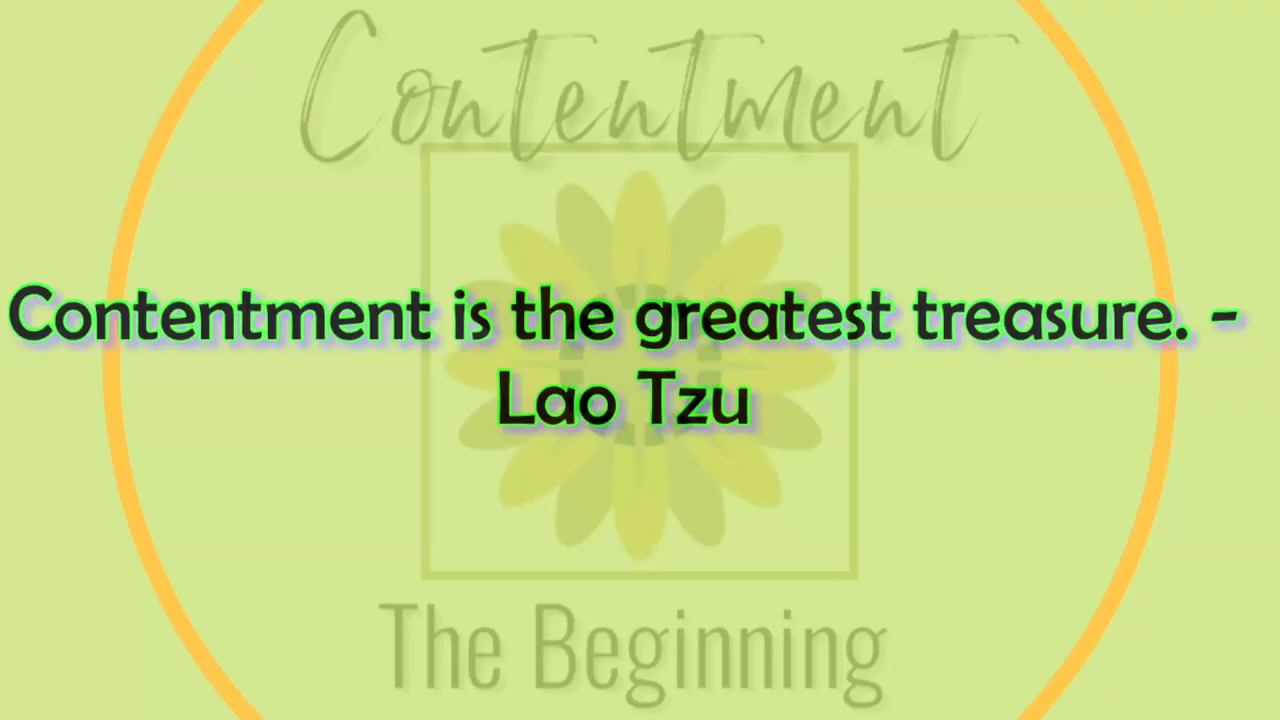 Contentment
Contentment is the greatest treasure. -
Lao Tzu
The Beginning